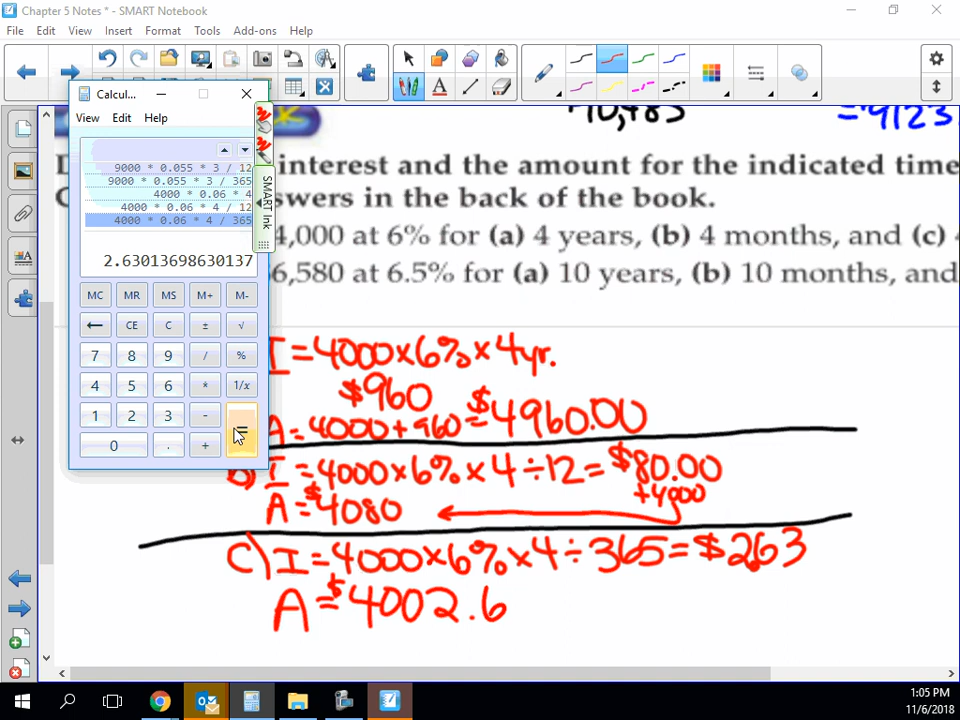 Chapter 5 Notes * - SMART Notebook
File Edit View Insert Format Tools Add-ons Help
Calcu...
View Edit Help
9000 * 0.055 * 3 / 12
9000 * 0.055 * 3 / 365
4000 * 0.06 * 4
4000 * 0.06 * 4 / 12
4000 * 0.06 * 4 / 365
2.63013698630137
MC MR MS M+ M-
CE C ± √
7 8 9 / %
4 5 6 * 1/x
1 2 3 - =
0 . +
SMART Ink
=9123
interest and the amount for the indicated time
swers in the back of the book.
4,000 at 6% for (a) 4 years, (b) 4 months, and (c)
6,580 at 6.5% for (a) 10 years, (b) 10 months, and
I = 4000 x 6% x 4 yr.
$960
A = 4000 + 960 = $4960.00
b) I = 4000 x 6% x 4 ÷ 12 = $80.00
+4000
A = $4080
C) I = 4000 x 6% x 4 ÷ 365 = $2.63
A = $4002.6
1:05 PM
11/6/2018